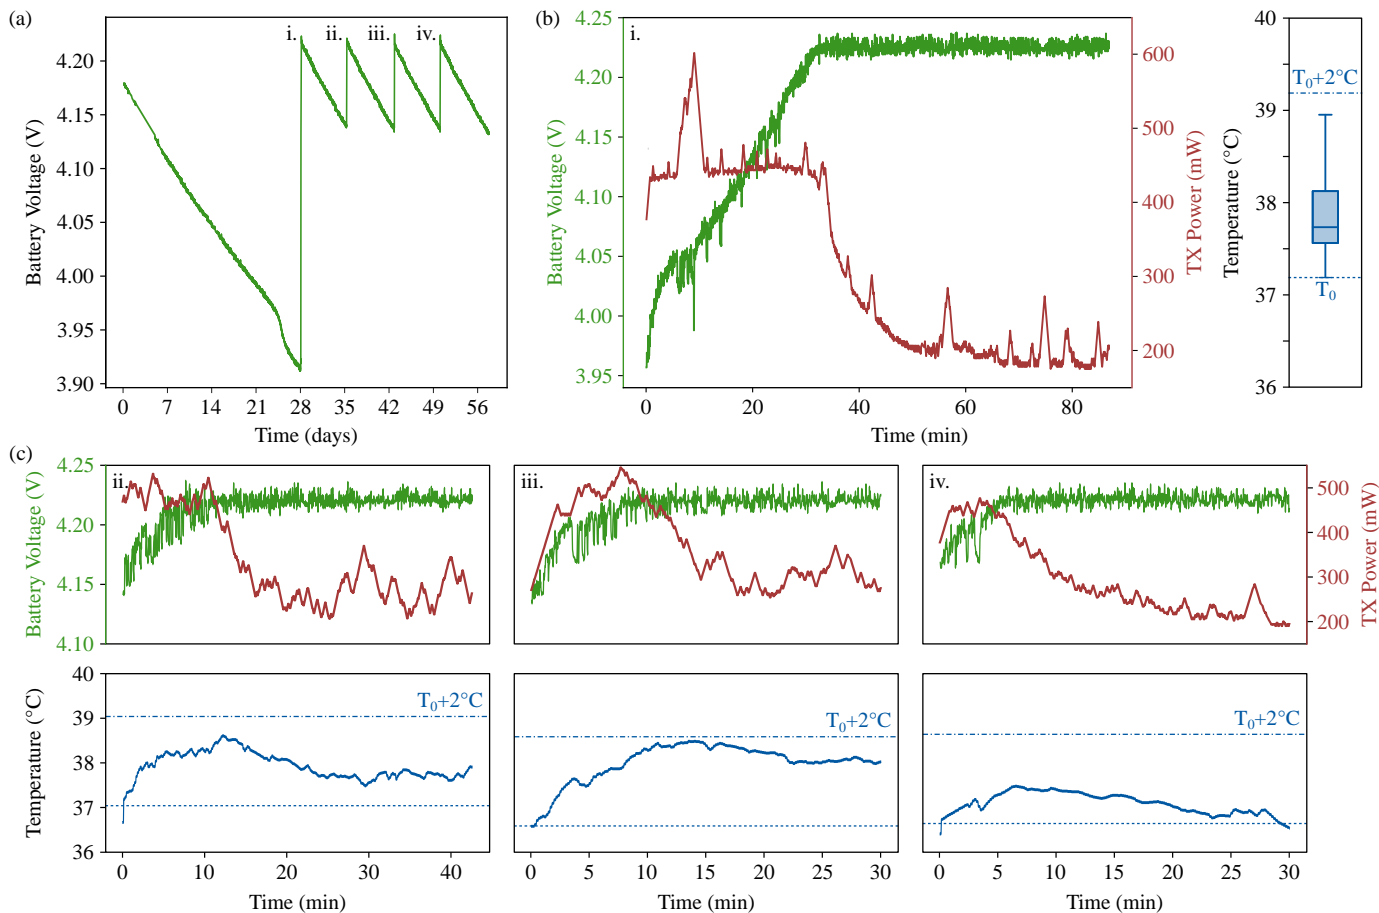 (a)
i. ii. iii. iv.
4.20
4.15
4.10
4.05
4.00
3.95
3.90
Battery Voltage (V)
0 7 14 21 28 35 42 49 56
Time (days)
(b)
i.
4.25
4.20
4.15
4.10
4.05
4.00
3.95
Battery Voltage (V)
600
500
400
300
200
TX Power (mW)
0 20 40 60 80
Time (min)
40
39
38
37
36
Temperature (°C)
T0+2°C
T0
(c)
ii.
iii.
iv.
4.25
4.20
4.15
4.10
Battery Voltage (V)
500
400
300
200
TX Power (mW)
40
39
38
37
36
Temperature (°C)
T0+2°C
T0+2°C
T0+2°C
0 10 20 30 40
0 5 10 15 20 25 30
0 5 10 15 20 25 30
Time (min)
Time (min)
Time (min)